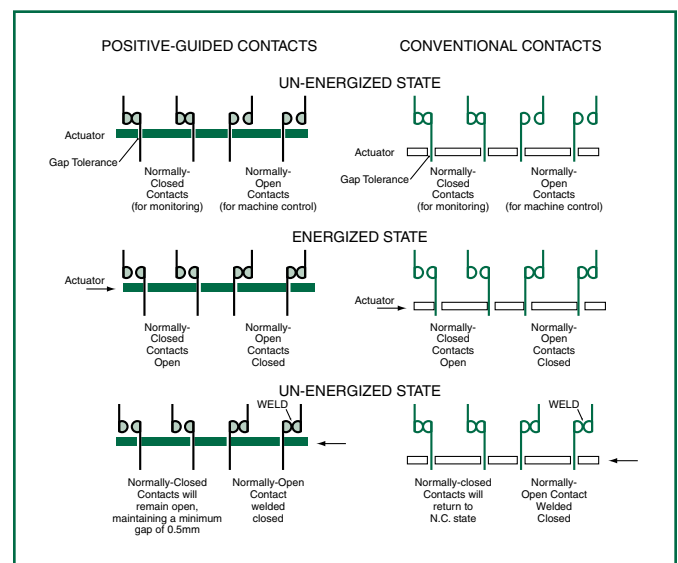 POSITIVE-GUIDED CONTACTS
CONVENTIONAL CONTACTS
UN-ENERGIZED STATE
Actuator
Gap Tolerance
Normally-
Closed
Contacts
(for monitoring)
Normally-
Open
Contacts
(for machine control)
Actuator
Gap Tolerance
Normally-
Closed
Contacts
(for monitoring)
Normally-
Open
Contacts
(for machine control)
ENERGIZED STATE
Actuator
Normally-
Closed
Contacts
Open
Normally-
Open
Contacts
Closed
Actuator
Normally-
Closed
Contacts
Open
Normally-
Open
Contacts
Closed
UN-ENERGIZED STATE
WELD
Normally-Closed
Contacts will
remain open,
maintaining a minimum
gap of 0.5mm
Normally-Open
Contact
welded
closed
WELD
Normally-closed
Contacts will
return to
N.C. state
Normally-
Open Contact
Welded
Closed